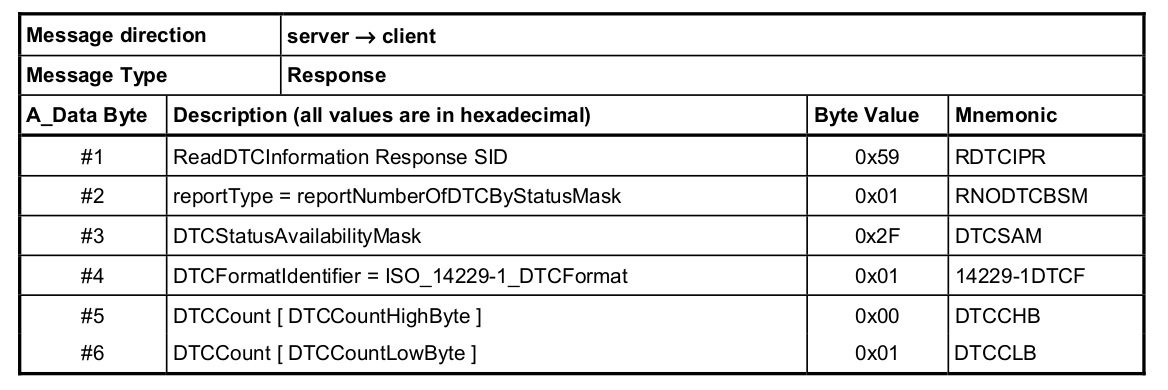 Message direction server → client
Message Type Response
A_Data Byte Description (all values are in hexadecimal) Byte Value Mnemonic
#1 ReadDTCInformation Response SID 0x59 RDTCIPR
#2 reportType = reportNumberOfDTCByStatusMask 0x01 RNODTCBSM
#3 DTCStatusAvailabilityMask 0x2F DTCSAM
#4 DTCFormatIdentifier = ISO_14229-1_DTCFormat 0x01 14229-1DTCF
#5 DTCCount [ DTCCountHighByte ] 0x00 DTCCHB
#6 DTCCount [ DTCCountLowByte ] 0x01 DTCCLB